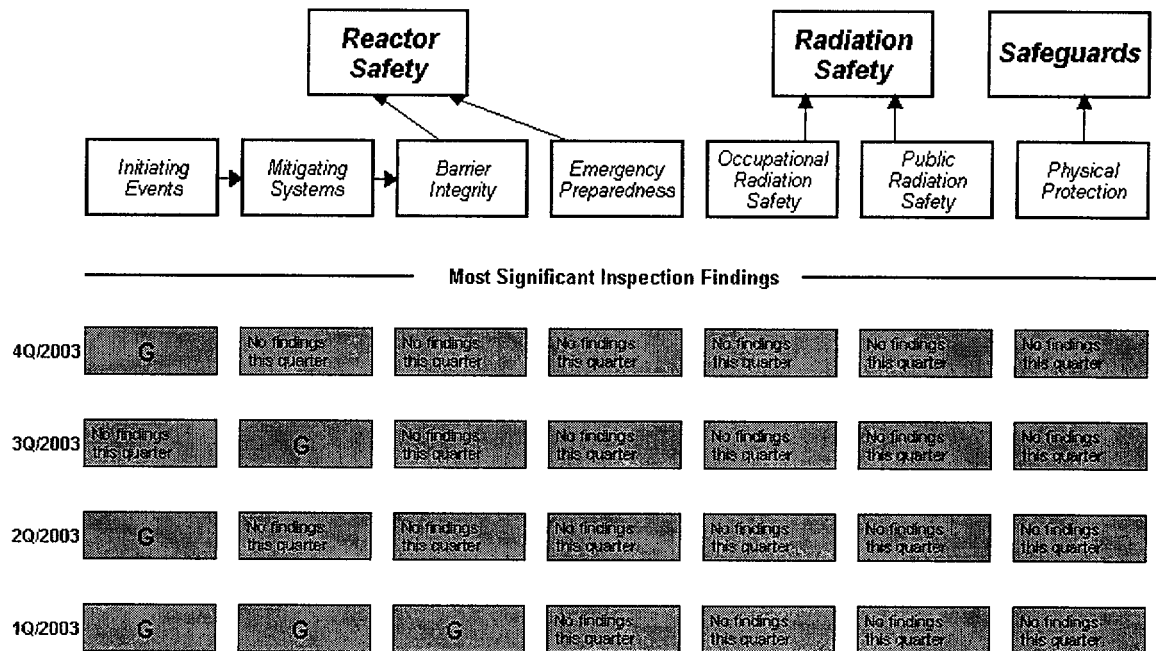 Reactor
Safety
Radiation
Safety
Safeguards
Initiating
Events
Mitigating
Systems
Barrier
Integrity
Emergency
Preparedness
Occupational
Radiation
Safety
Public
Radiation
Safety
Physical
Protection
Most Significant Inspection Findings
4Q/2003
G
No findings
this quarter
No findings
this quarter
No findings
this quarter
No findings
this quarter
No findings
this quarter
No findings
this quarter
3Q/2003
No findings
this quarter
G
No findings
this quarter
No findings
this quarter
No findings
this quarter
No findings
this quarter
No findings
this quarter
2Q/2003
G
No findings
this quarter
No findings
this quarter
No findings
this quarter
No findings
this quarter
No findings
this quarter
No findings
this quarter
1Q/2003
G
G
G
No findings
this quarter
No findings
this quarter
No findings
this quarter
No findings
this quarter